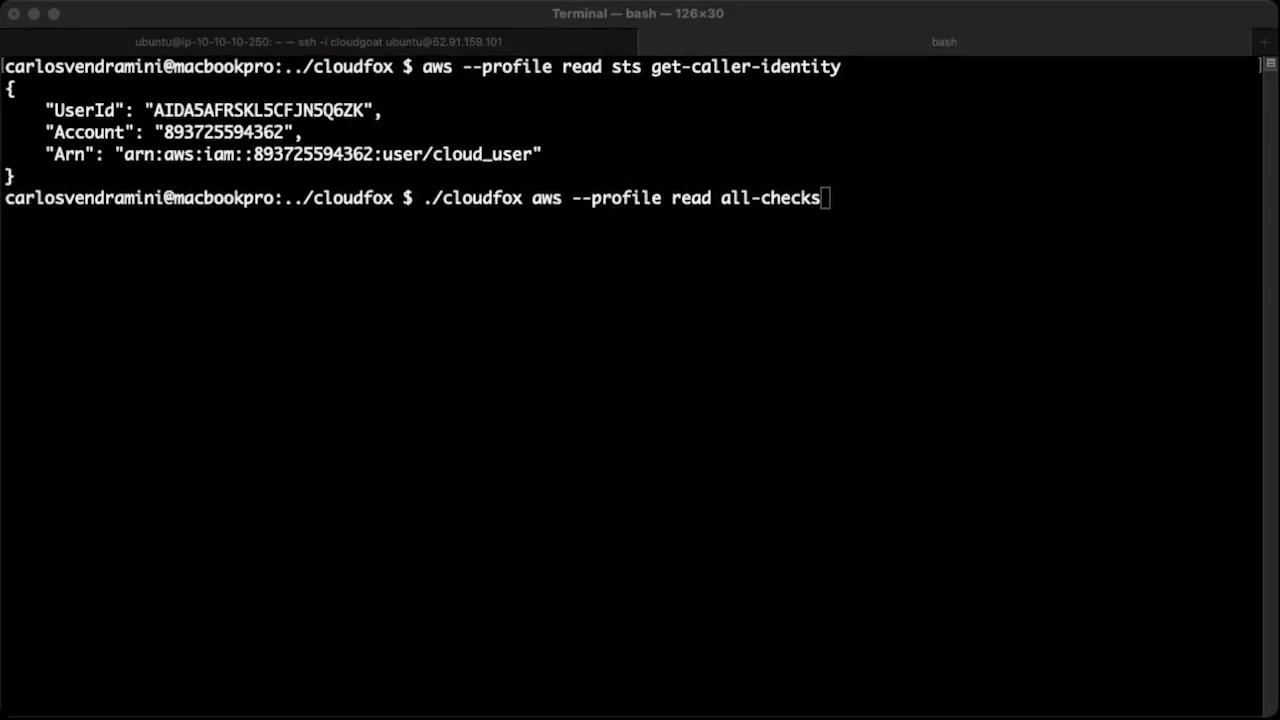 Terminal — bash — 126×30
ubuntu@ip-10-10-10-250: ~ — ssh -i cloudgoat ubuntu@52.91.159.101
bash
carlosvendramini@macbookpro:../cloudfox $ aws --profile read sts get-caller-identity
{
    "UserId": "AIDA5AFRSKL5CFJN5Q6ZK",
    "Account": "893725594362",
    "Arn": "arn:aws:iam::893725594362:user/cloud_user"
}
carlosvendramini@macbookpro:../cloudfox $ ./cloudfox aws --profile read all-checks